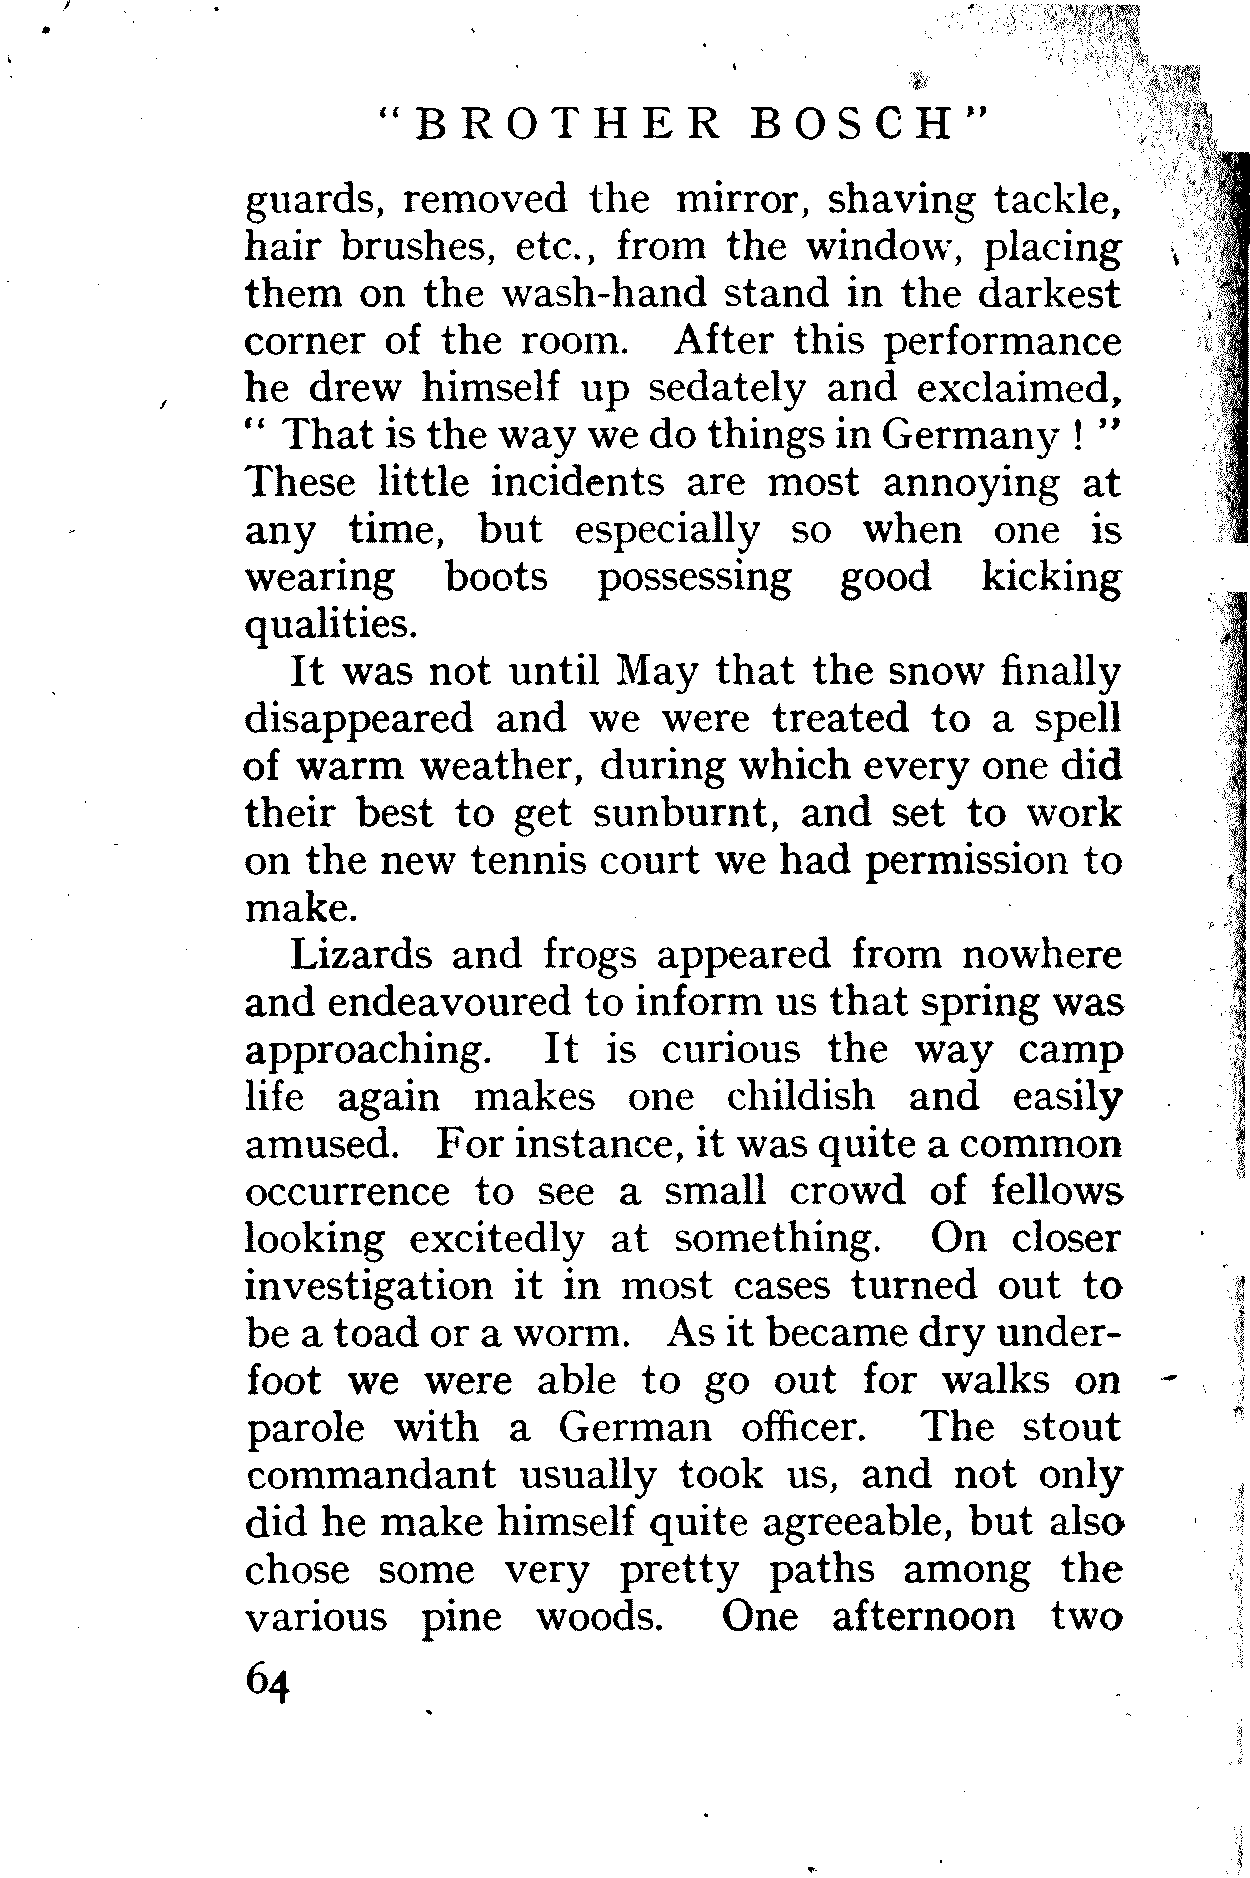 “ BROTHER BOSCH ”
guards, removed the mirror, shaving tackle,
hair brushes, etc., from the window, placing
them on the wash-hand stand in the darkest
corner of the room. After this performance
he drew himself up sedately and exclaimed,
“ That is the way we do things in Germany ! ”
These little incidents are most annoying at
any time, but especially so when one is
wearing boots possessing good kicking
qualities.
It was not until May that the snow finally
disappeared and we were treated to a spell
of warm weather, during which every one did
their best to get sunburnt, and set to work
on the new tennis court we had permission to
make.
Lizards and frogs appeared from nowhere
and endeavoured to inform us that spring was
approaching. It is curious the way camp
life again makes one childish and easily
amused. For instance, it was quite a common
occurrence to see a small crowd of fellows
looking excitedly at something. On closer
investigation it in most cases turned out to
be a toad or a worm. As it became dry under-
foot we were able to go out for walks on
parole with a German officer. The stout
commandant usually took us, and not only
did he make himself quite agreeable, but also
chose some very pretty paths among the
various pine woods. One afternoon two
64